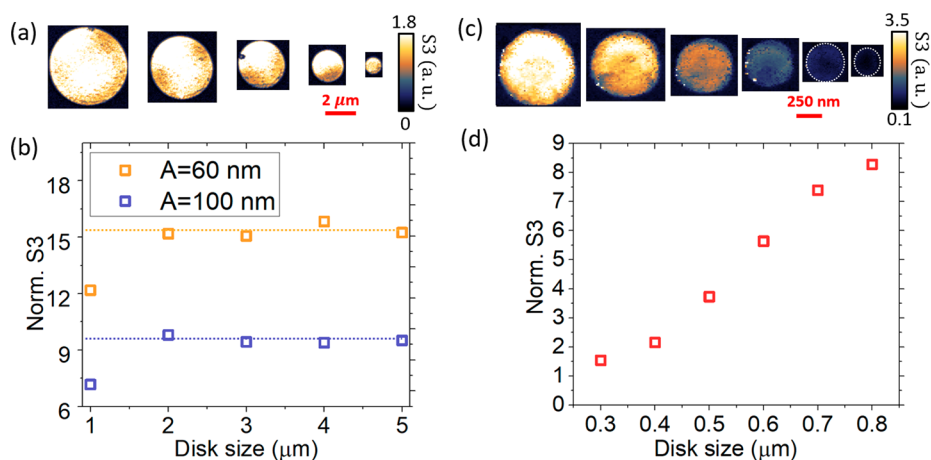 (a)
1.8
S3 (a.u.)
0
2 μm
(c)
3.5
S3 (a.u.)
0.1
250 nm
(b)
A=60 nm
A=100 nm
Norm. S3
18
15
12
9
6
1 2 3 4 5
Disk size (μm)
(d)
Norm. S3
9
8
7
6
5
4
3
2
1
0
0.3 0.4 0.5 0.6 0.7 0.8
Disk size (μm)